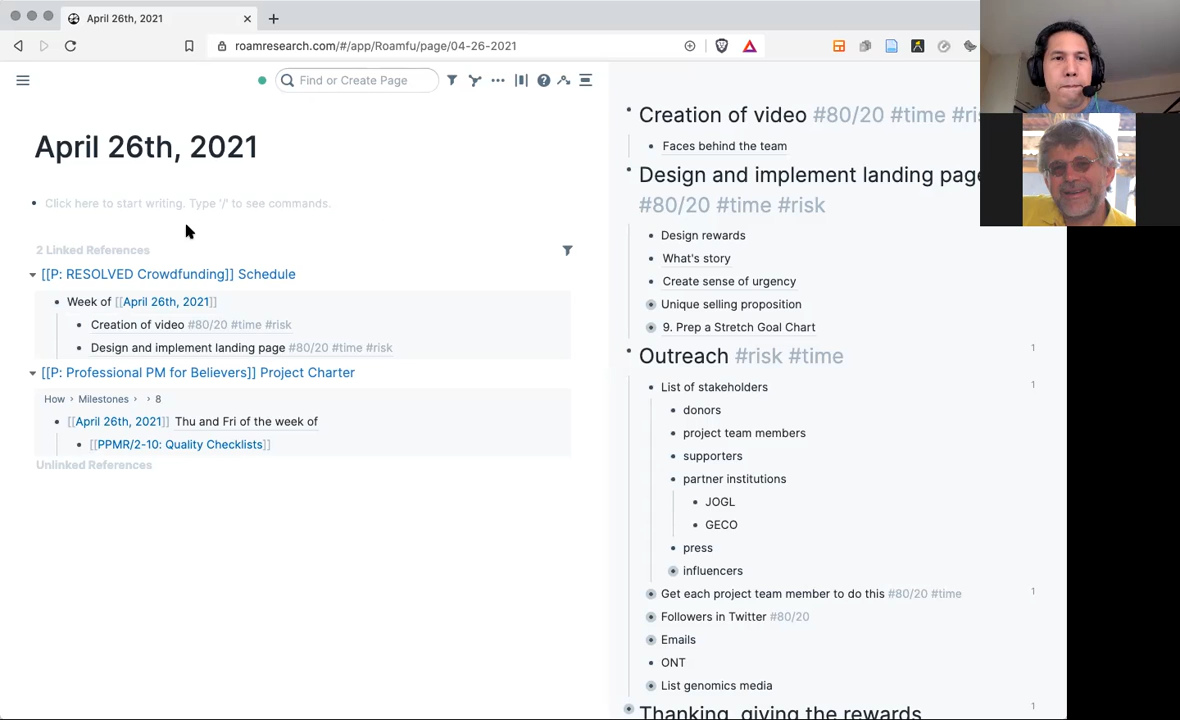 April 26th, 2021
roamresearch.com/#/app/Roamfu/page/04-26-2021
Find or Create Page
April 26th, 2021
Click here to start writing. Type '/' to see commands.
2 Linked References
[[P: RESOLVED Crowdfunding]] Schedule
Week of [[April 26th, 2021]]
Creation of video #80/20 #time #risk
Design and implement landing page #80/20 #time #risk
[[P: Professional PM for Believers]] Project Charter
How › Milestones › › 8
[[April 26th, 2021]] Thu and Fri of the week of
[[PPMR/2-10: Quality Checklists]]
Unlinked References
Creation of video #80/20 #time #ris
Faces behind the team
Design and implement landing page
#80/20 #time #risk
Design rewards
What's story
Create sense of urgency
Unique selling proposition
9. Prep a Stretch Goal Chart
Outreach #risk #time 1
List of stakeholders 1
donors
project team members
supporters
partner institutions
JOGL
GECO
press
influencers
Get each project team member to do this #80/20 #time 1
Followers in Twitter #80/20
Emails
ONT
List genomics media
Thanking, giving the rewards 1